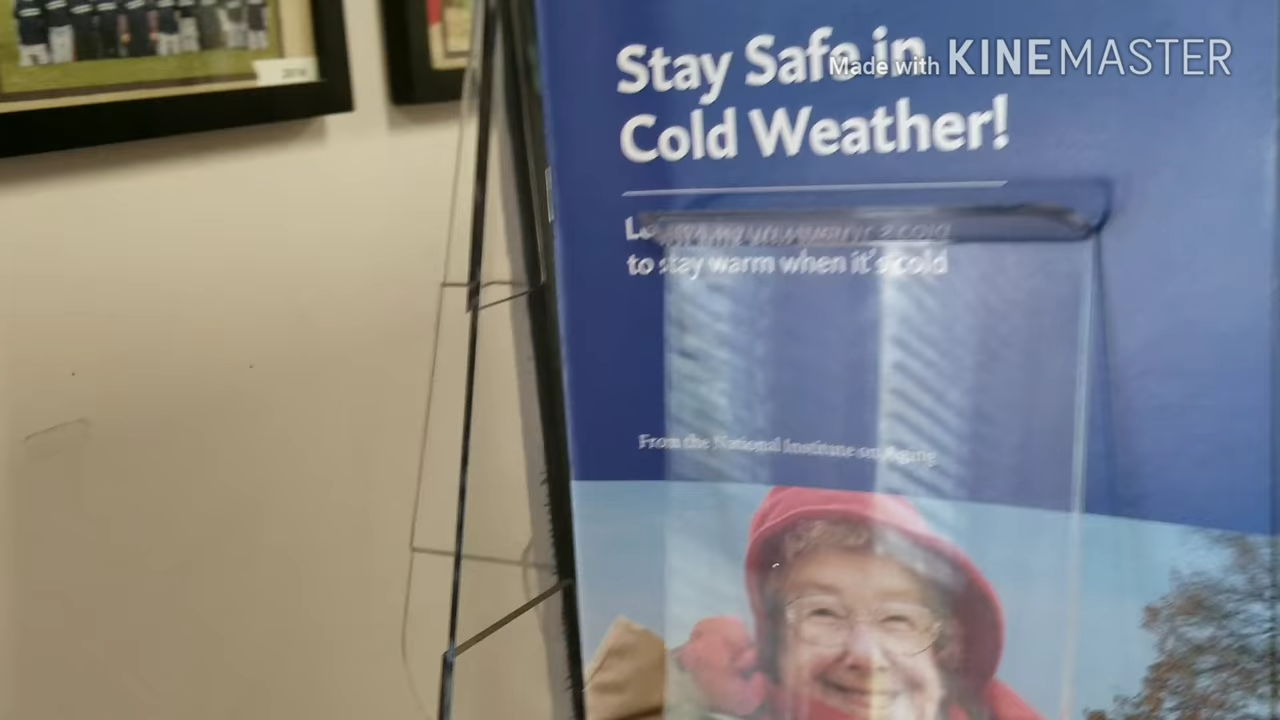 Stay Safe in
Made with KINEMASTER
Cold Weather!
to stay warm when it's cold
From the National Institute on Aging